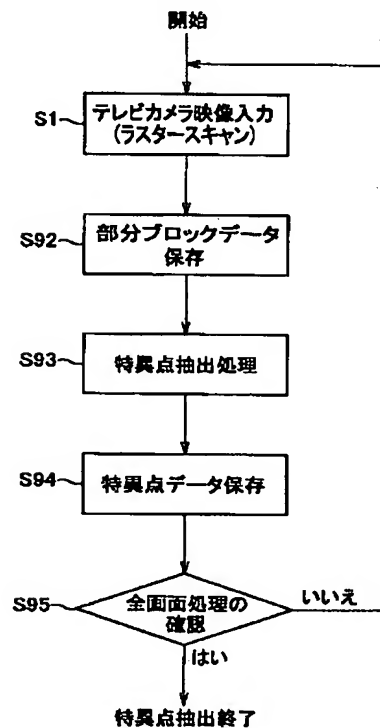 開始
S1
テレビカメラ映像入力
(ラスタースキャン)
S92
部分ブロックデータ
保存
S93
特異点抽出処理
S94
特異点データ保存
S95
全画面処理の
確認
いいえ
はい
特異点抽出終了